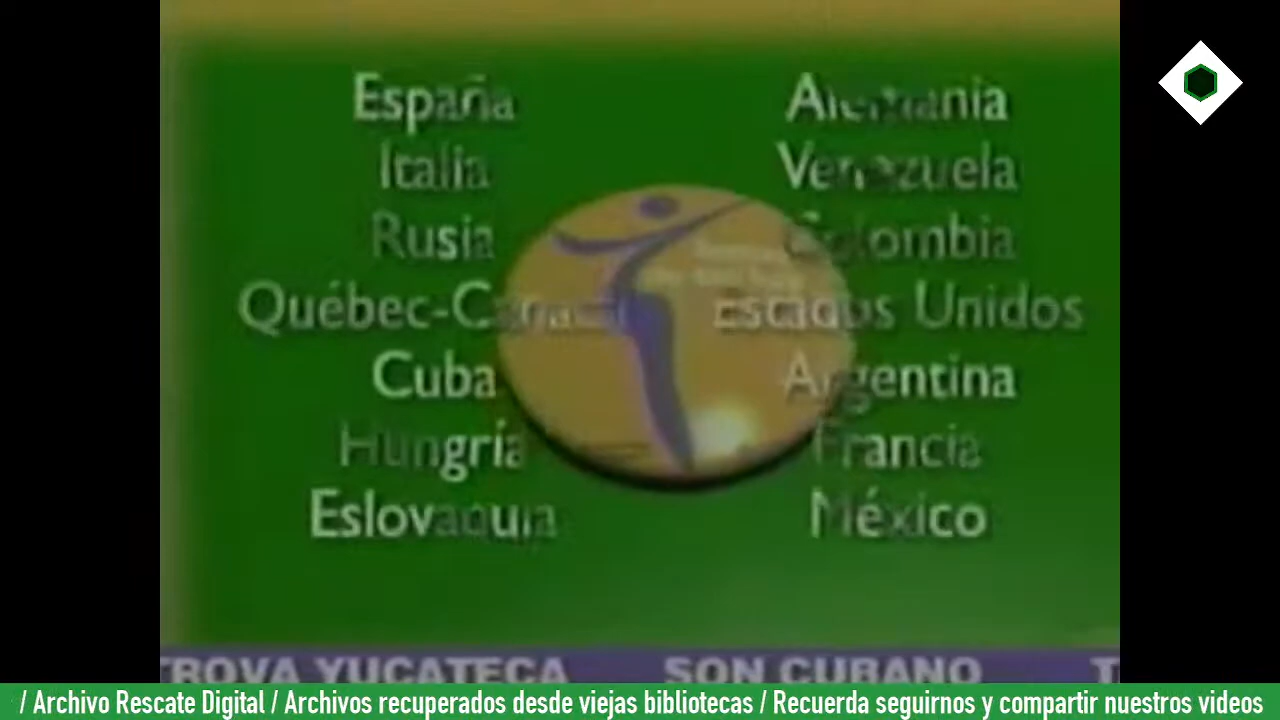 España
Italia
Rusia
Québec-Canadá
Cuba
Hungría
Eslovaquia
Alemania
Venezuela
Colombia
Estados Unidos
Argentina
Francia
México
TROVA YUCATECA SON CUBANO T
/ Archivo Rescate Digital / Archivos recuperados desde viejas bibliotecas / Recuerda seguirnos y compartir nuestros videos